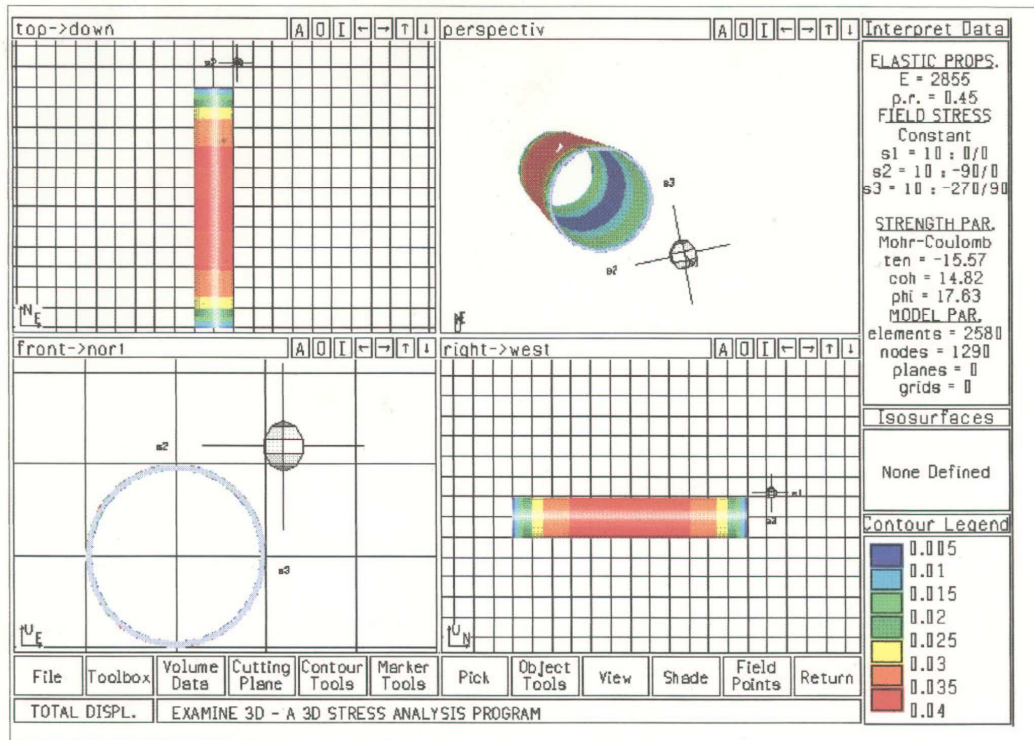 top->down A O I ← → ↑ ↓
s2
N E
perspectiv A O I ← → ↑ ↓
s3
s2
front->nor1 A O I ← → ↑ ↓
s2
s3
U E
right->west A O I ← → ↑ ↓
s1
U N
Interpret Data
ELASTIC PROPS.
E = 2855
p.r. = 0.45
FIELD STRESS
Constant
s1 = 10 : 0/0
s2 = 10 : -90/0
s3 = 10 : -270/90
STRENGTH PAR.
Mohr-Coulomb
ten = -15.57
coh = 14.82
phi = 17.63
MODEL PAR.
elements = 2580
nodes = 1290
planes = 0
grids = 0
Isosurfaces
None Defined
Contour Legend
0.005
0.01
0.015
0.02
0.025
0.03
0.035
0.04
File
Toolbox
Volume Data
Cutting Plane
Contour Tools
Marker Tools
Pick
Object Tools
View
Shade
Field Points
Return
TOTAL DISPL.
EXAMINE 3D - A 3D STRESS ANALYSIS PROGRAM